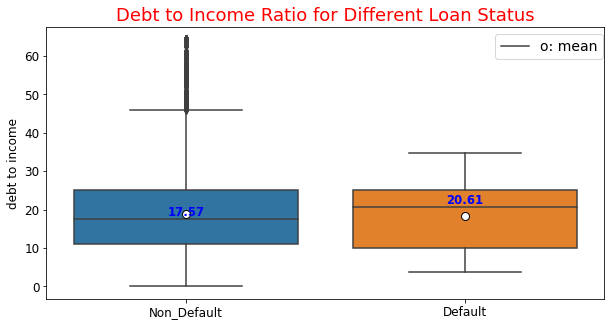 Debt to Income Ratio for Different Loan Status
o: mean
60
50
40
30
20
10
0
debt to income
17.57
20.61
Non_Default
Default